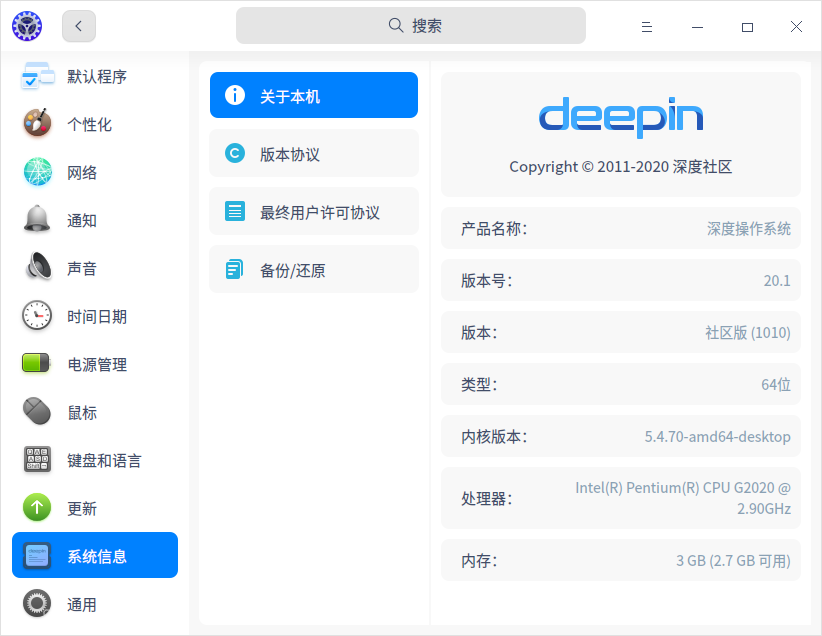 搜索
默认程序
个性化
网络
通知
声音
时间日期
电源管理
鼠标
键盘和语言
更新
系统信息
通用
关于本机
版本协议
最终用户许可协议
备份/还原
deepin
Copyright © 2011-2020 深度社区
产品名称: 深度操作系统
版本号: 20.1
版本: 社区版 (1010)
类型: 64位
内核版本: 5.4.70-amd64-desktop
处理器: Intel(R) Pentium(R) CPU G2020 @
2.90GHz
内存: 3 GB (2.7 GB 可用)